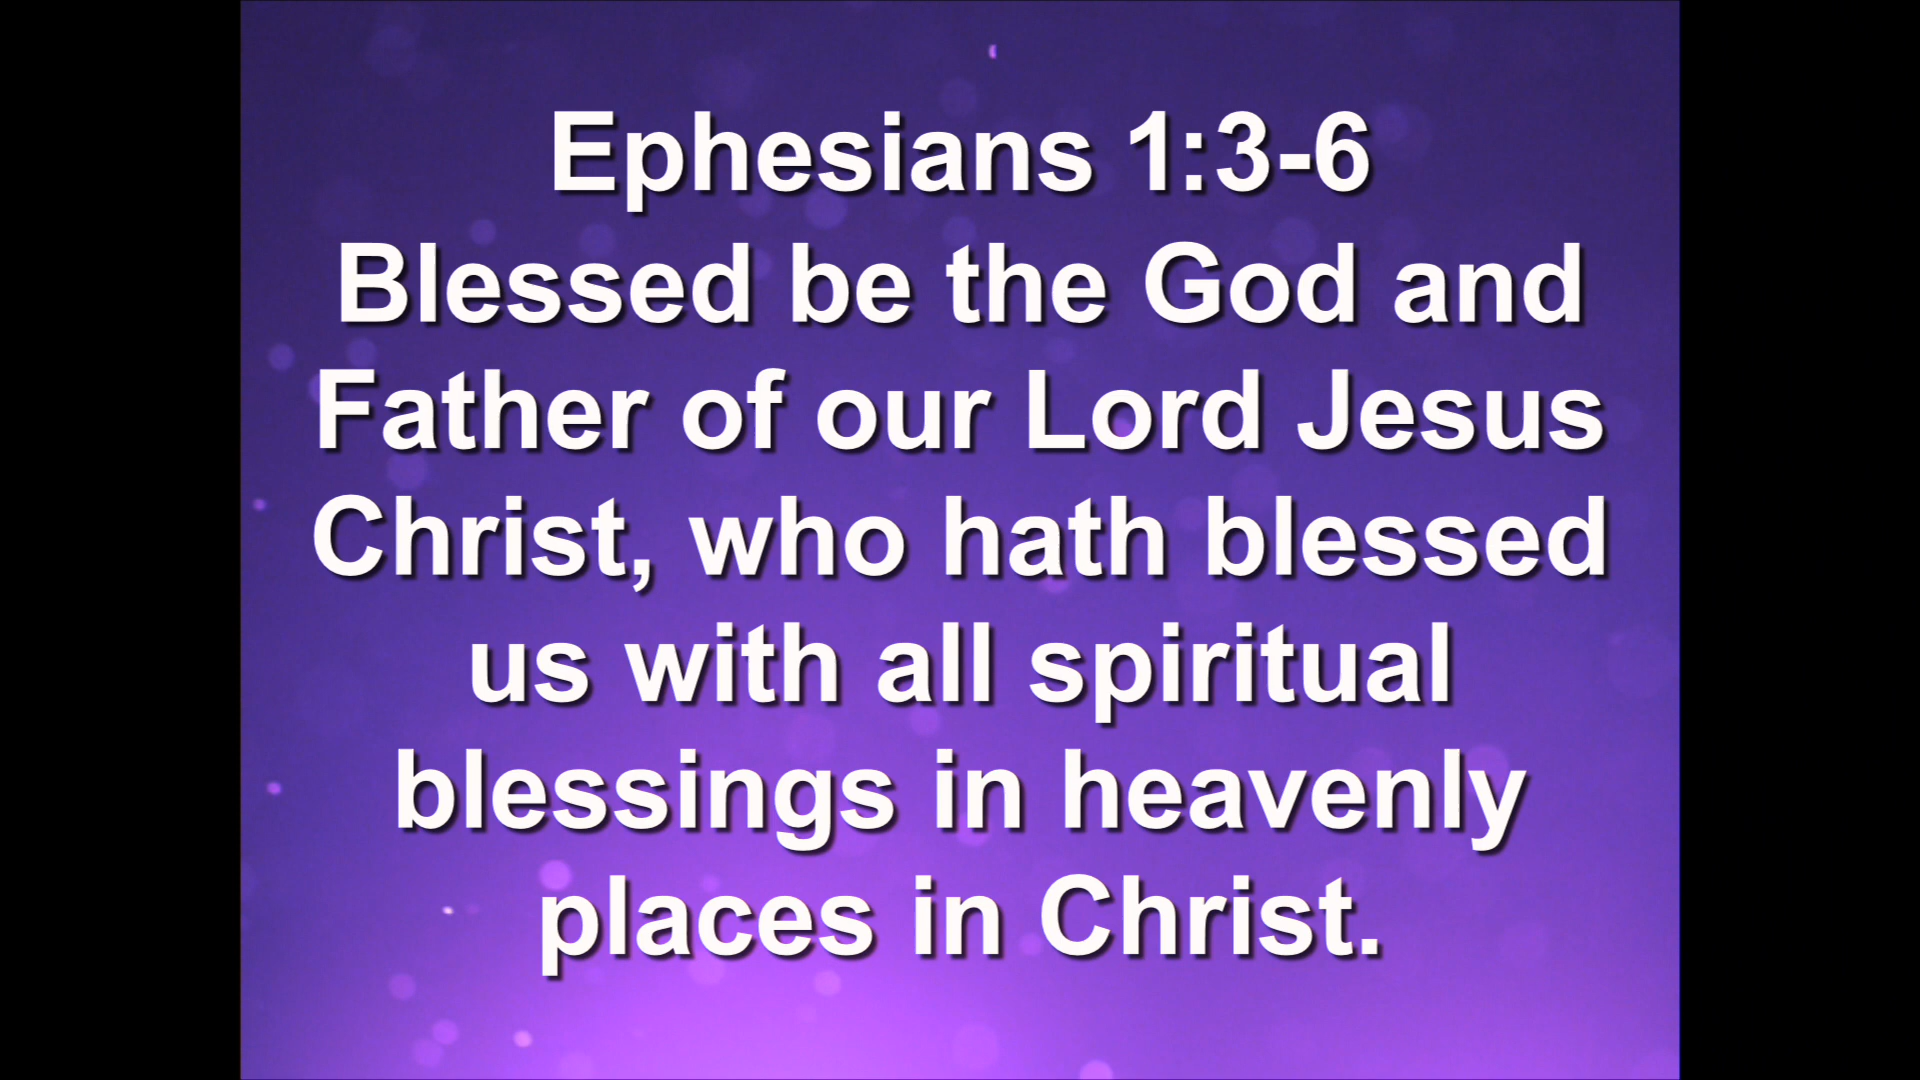 Ephesians 1:3-6
Blessed be the God and
Father of our Lord Jesus
Christ, who hath blessed
us with all spiritual
blessings in heavenly
places in Christ.